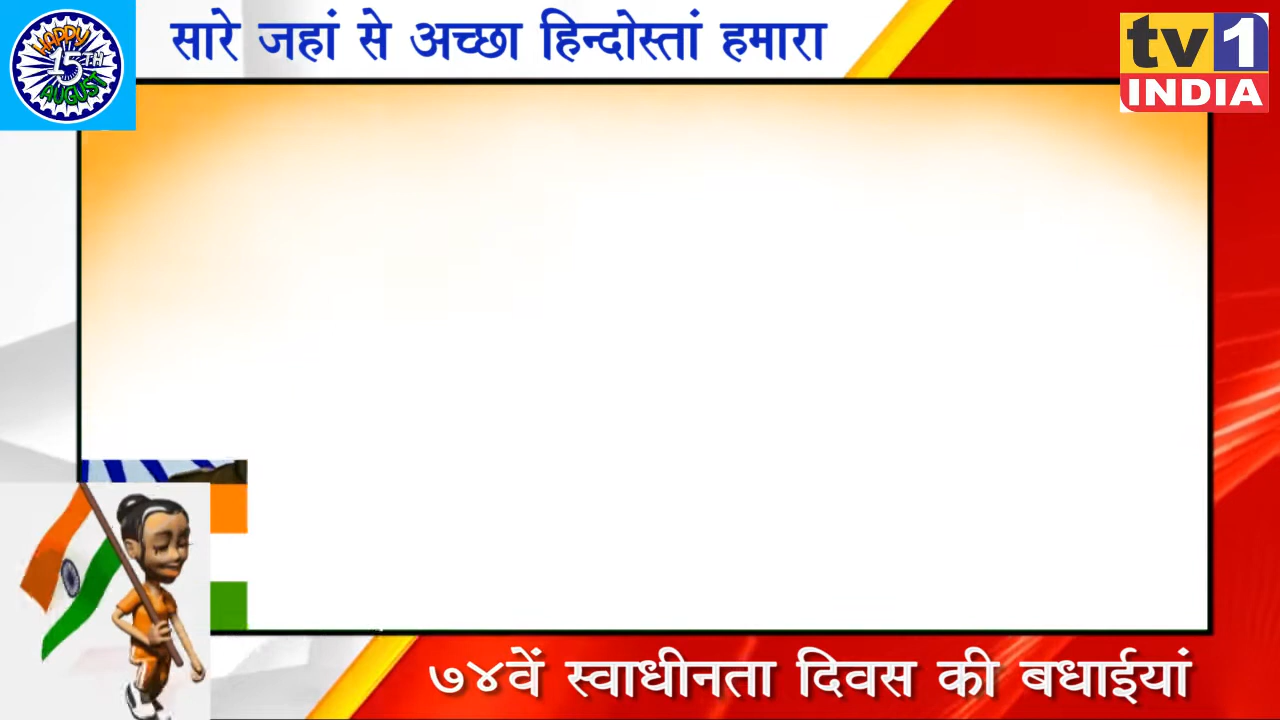 सारे जहां से अच्छा हिन्दोस्तां हमारा
HAPPY
15TH
AUGUST
tv1
INDIA
७४वें स्वाधीनता दिवस की बधाईयां